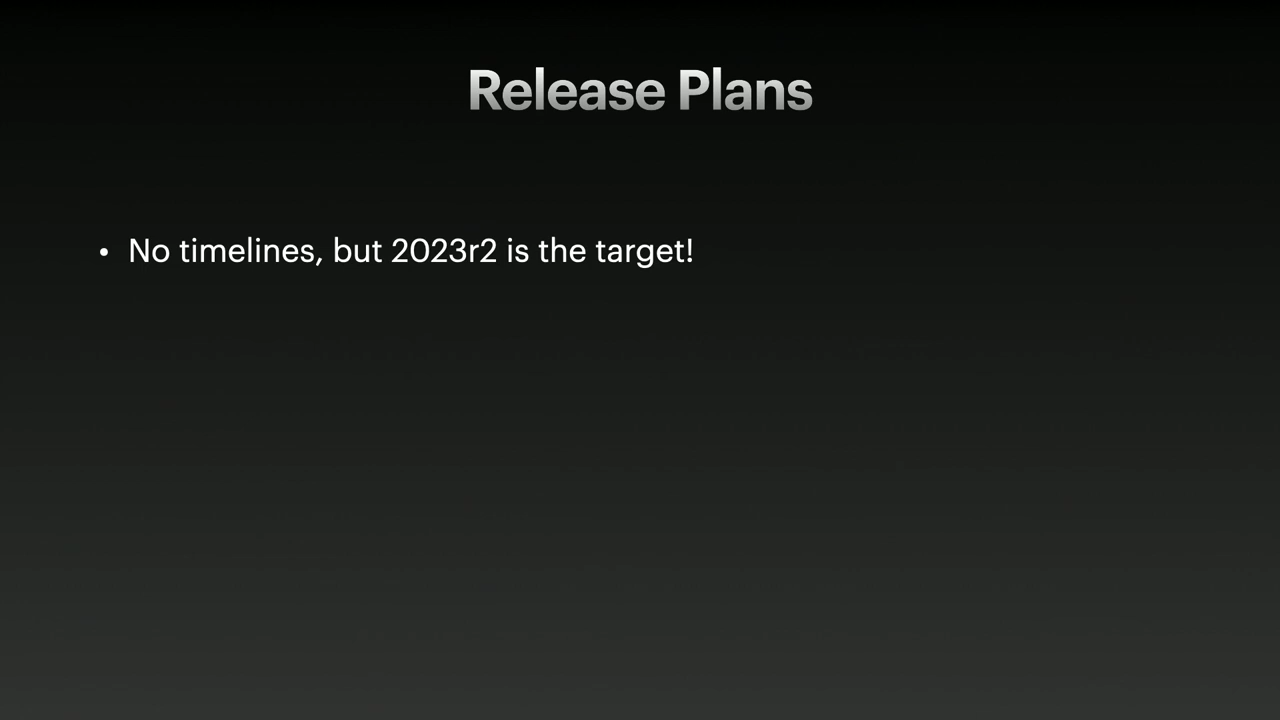 Release Plans
• No timelines, but 2023r2 is the target!